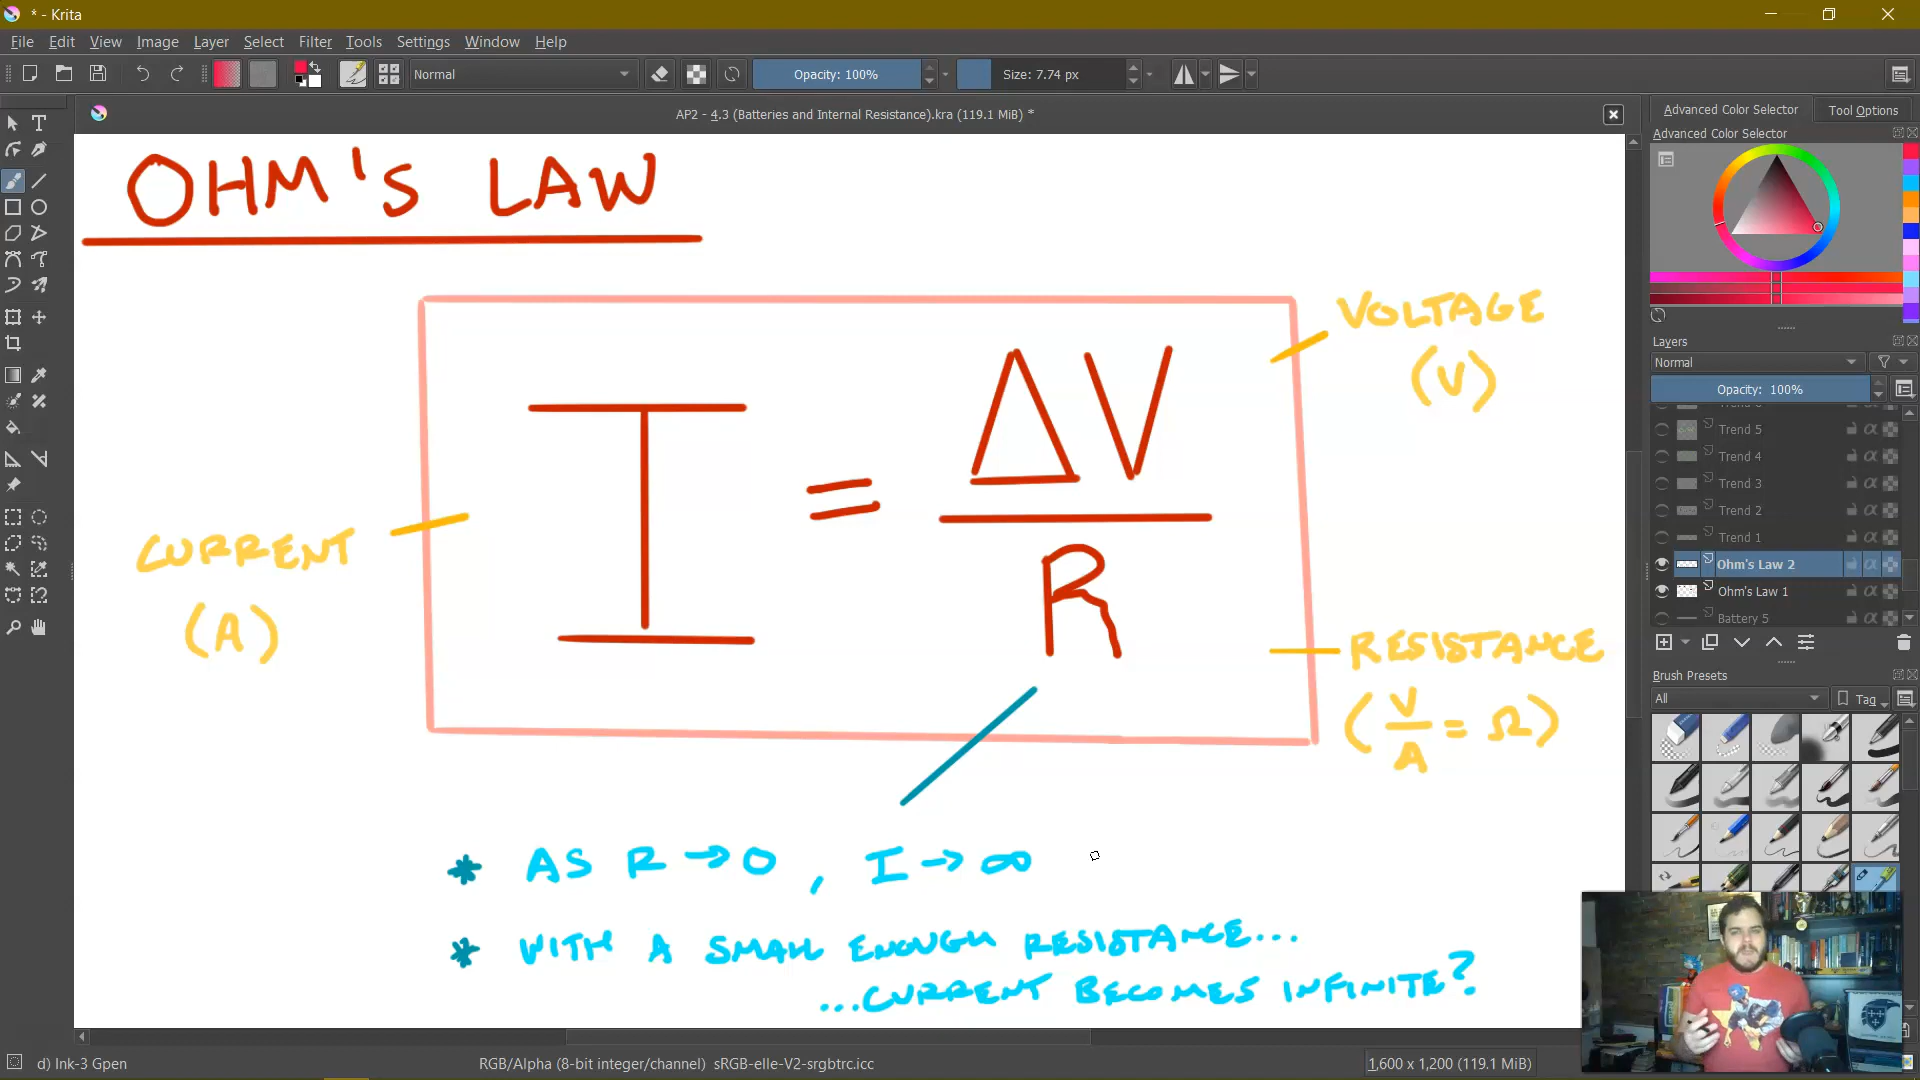 * - Krita
File Edit View Image Layer Select Filter Tools Settings Window Help
Normal
Opacity: 100%
Size: 7.74 px
AP2 - 4.3 (Batteries and Internal Resistance).kra (119.1 MiB) *
Advanced Color Selector
Tool Options
Advanced Color Selector
OHM'S LAW
I = ΔV
R
VOLTAGE
(V)
CURRENT
(A)
RESISTANCE
(V/A = Ω)
* AS R → 0, I → ∞
* WITH A SMALL ENOUGH RESISTANCE...
...CURRENT BECOMES INFINITE?
Layers
Normal
Opacity: 100%
Trend 5
Trend 4
Trend 3
Trend 2
Trend 1
Ohm's Law 2
Ohm's Law 1
Battery 5
Brush Presets
All
Tag
d) Ink-3 Gpen
RGB/Alpha (8-bit integer/channel) sRGB-elle-V2-srgbtrc.icc
1,600 x 1,200 (119.1 MiB)